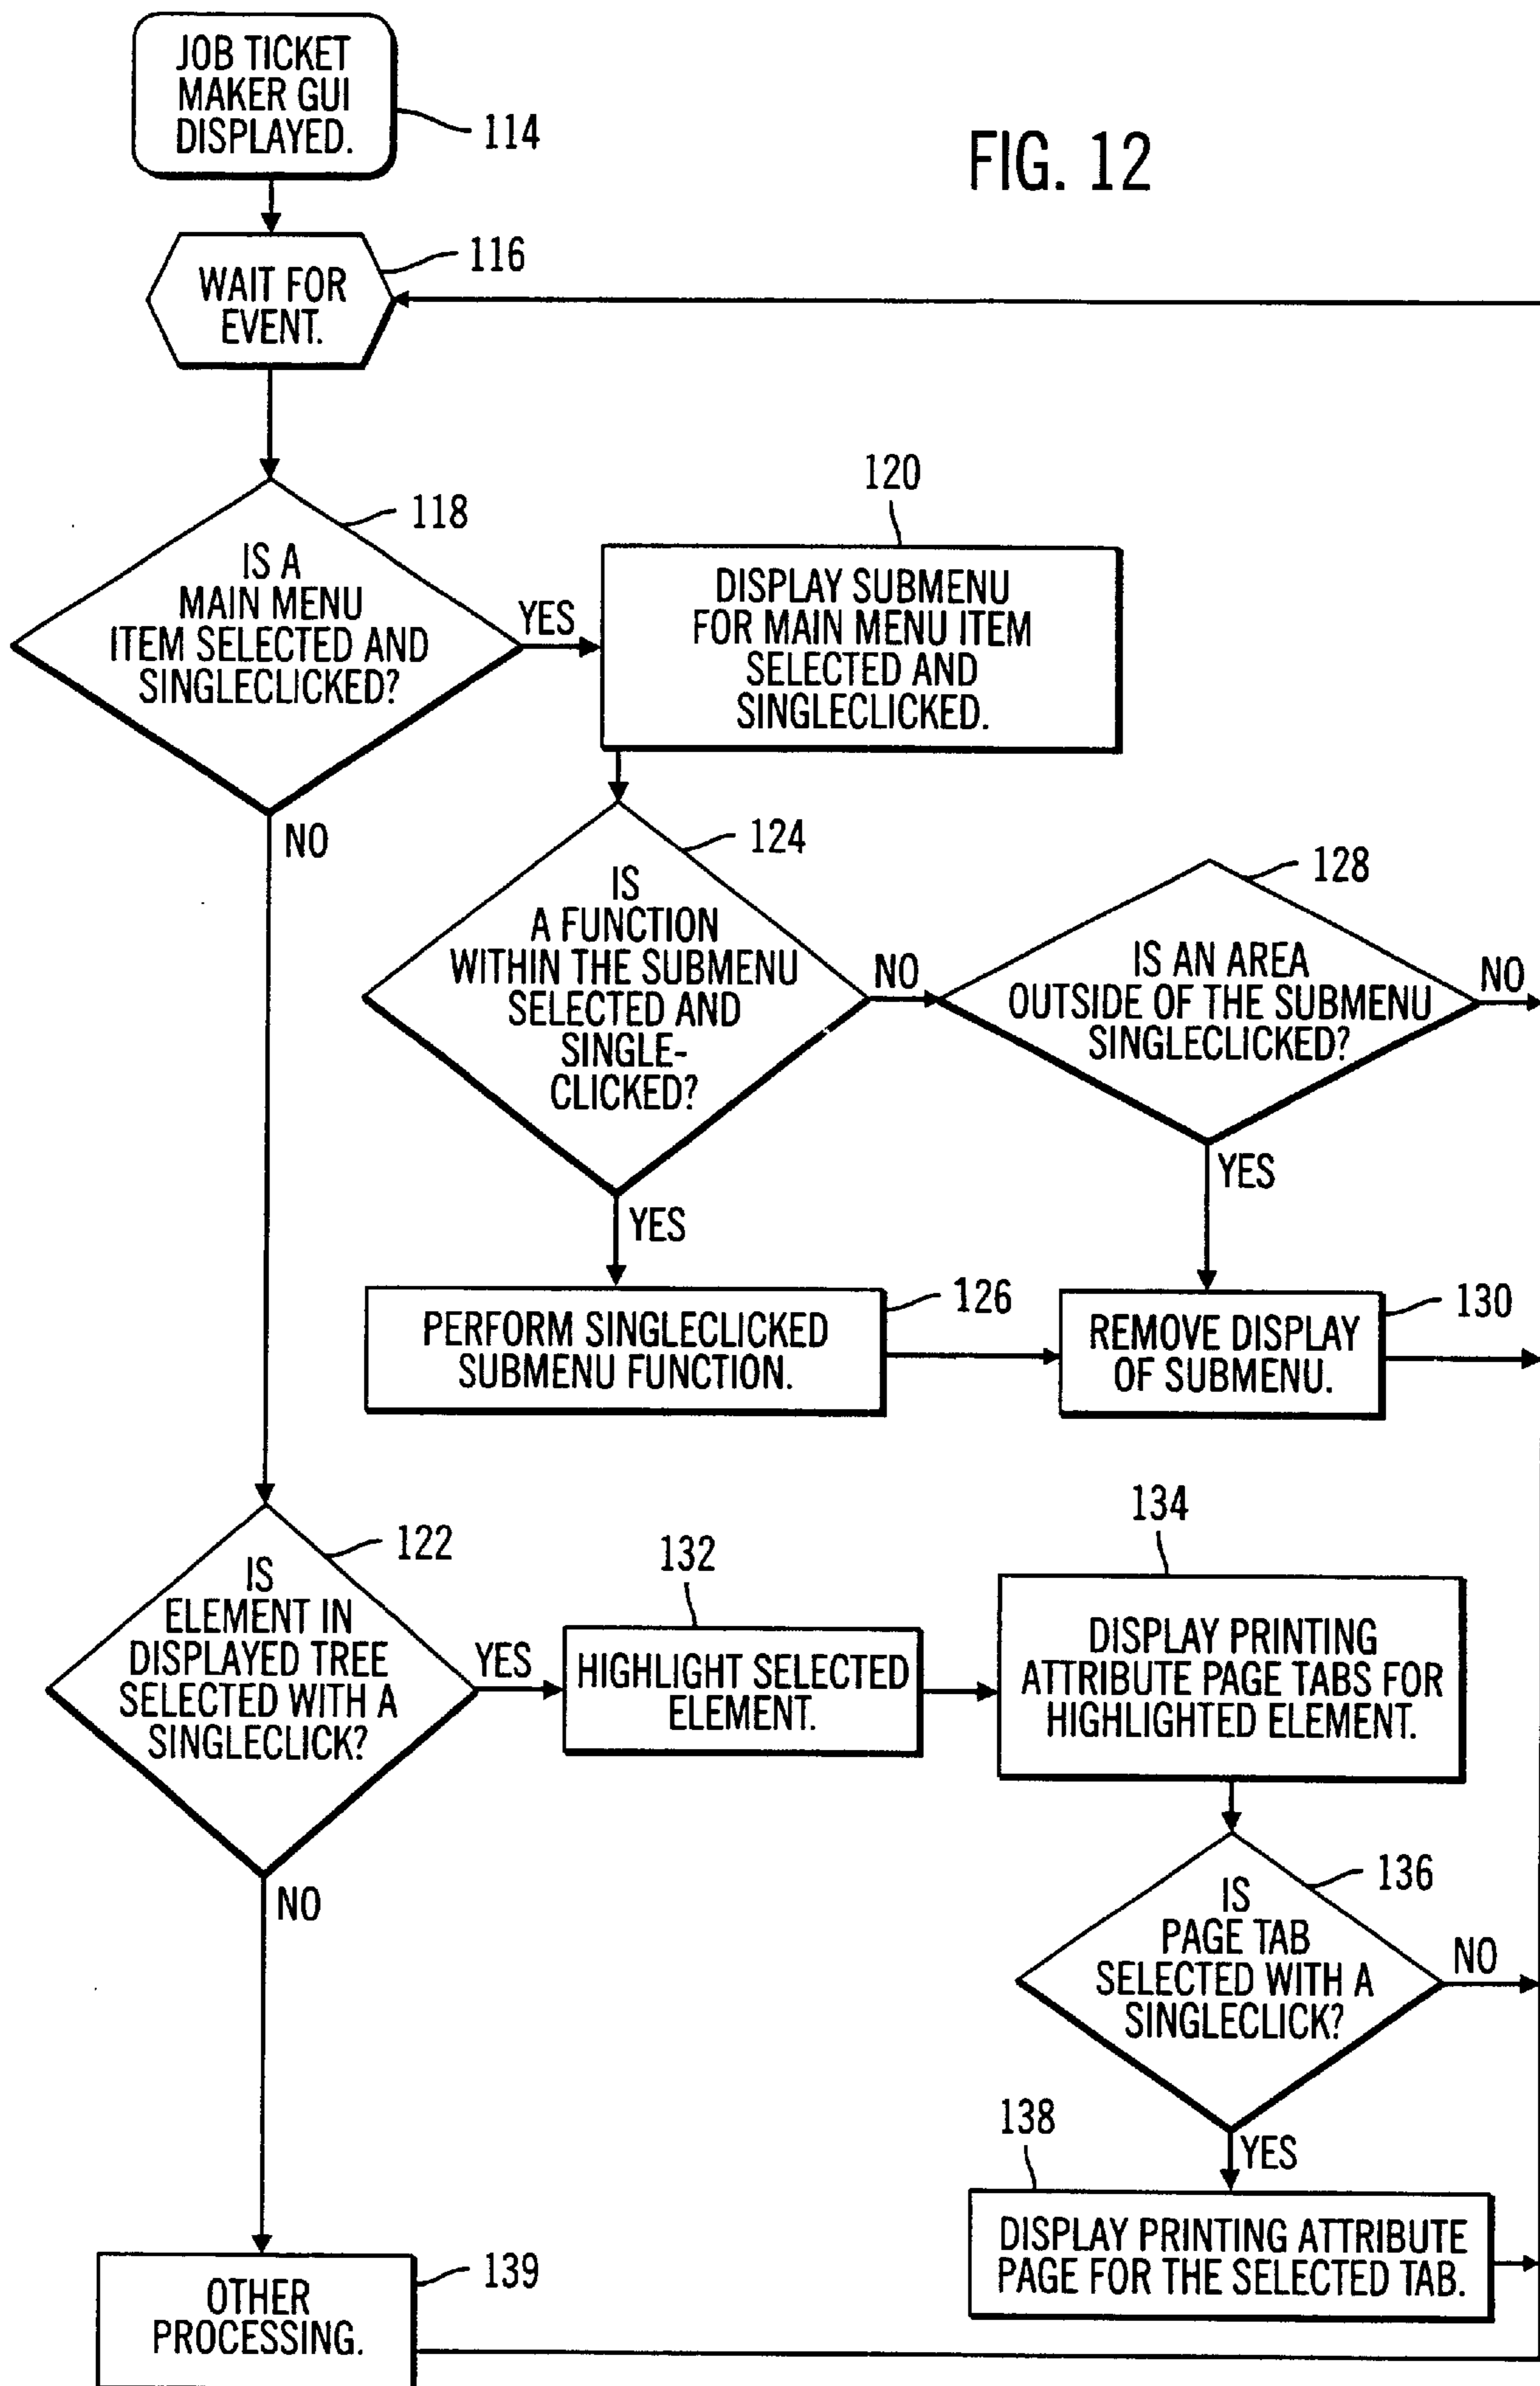 JOB TICKET
MAKER GUI
DISPLAYED.
114
FIG. 12
116
WAIT FOR
EVENT.
118
IS A
MAIN MENU
ITEM SELECTED AND
SINGLECLICKED?
YES
NO
120
DISPLAY SUBMENU
FOR MAIN MENU ITEM
SELECTED AND
SINGLECLICKED.
124
IS
A FUNCTION
WITHIN THE SUBMENU
SELECTED AND
SINGLE-
CLICKED?
NO
YES
128
IS AN AREA
OUTSIDE OF THE SUBMENU
SINGLECLICKED?
NO
YES
126
PERFORM SINGLECLICKED
SUBMENU FUNCTION.
130
REMOVE DISPLAY
OF SUBMENU.
122
IS
ELEMENT IN
DISPLAYED TREE
SELECTED WITH A
SINGLECLICK?
YES
NO
132
HIGHLIGHT SELECTED
ELEMENT.
134
DISPLAY PRINTING
ATTRIBUTE PAGE TABS FOR
HIGHLIGHTED ELEMENT.
136
IS
PAGE TAB
SELECTED WITH A
SINGLECLICK?
NO
YES
138
DISPLAY PRINTING ATTRIBUTE
PAGE FOR THE SELECTED TAB.
139
OTHER
PROCESSING.